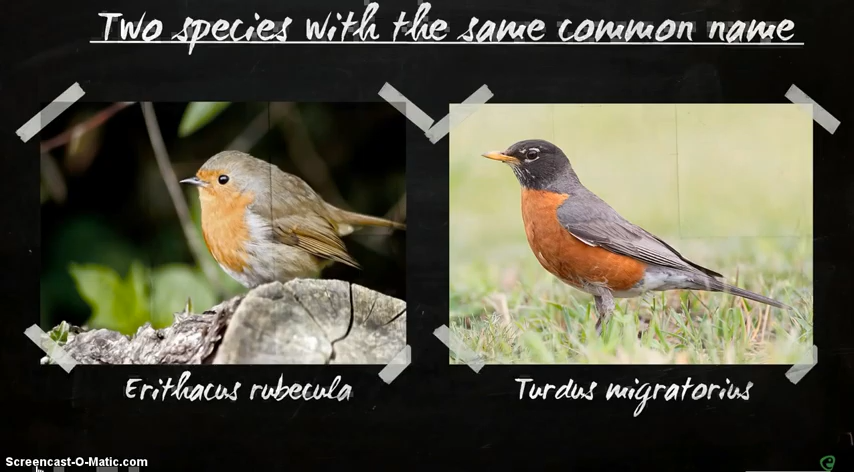 Two species with the same common name
Erithacus rubecula
Turdus migratorius
Screencast-O-Matic.com